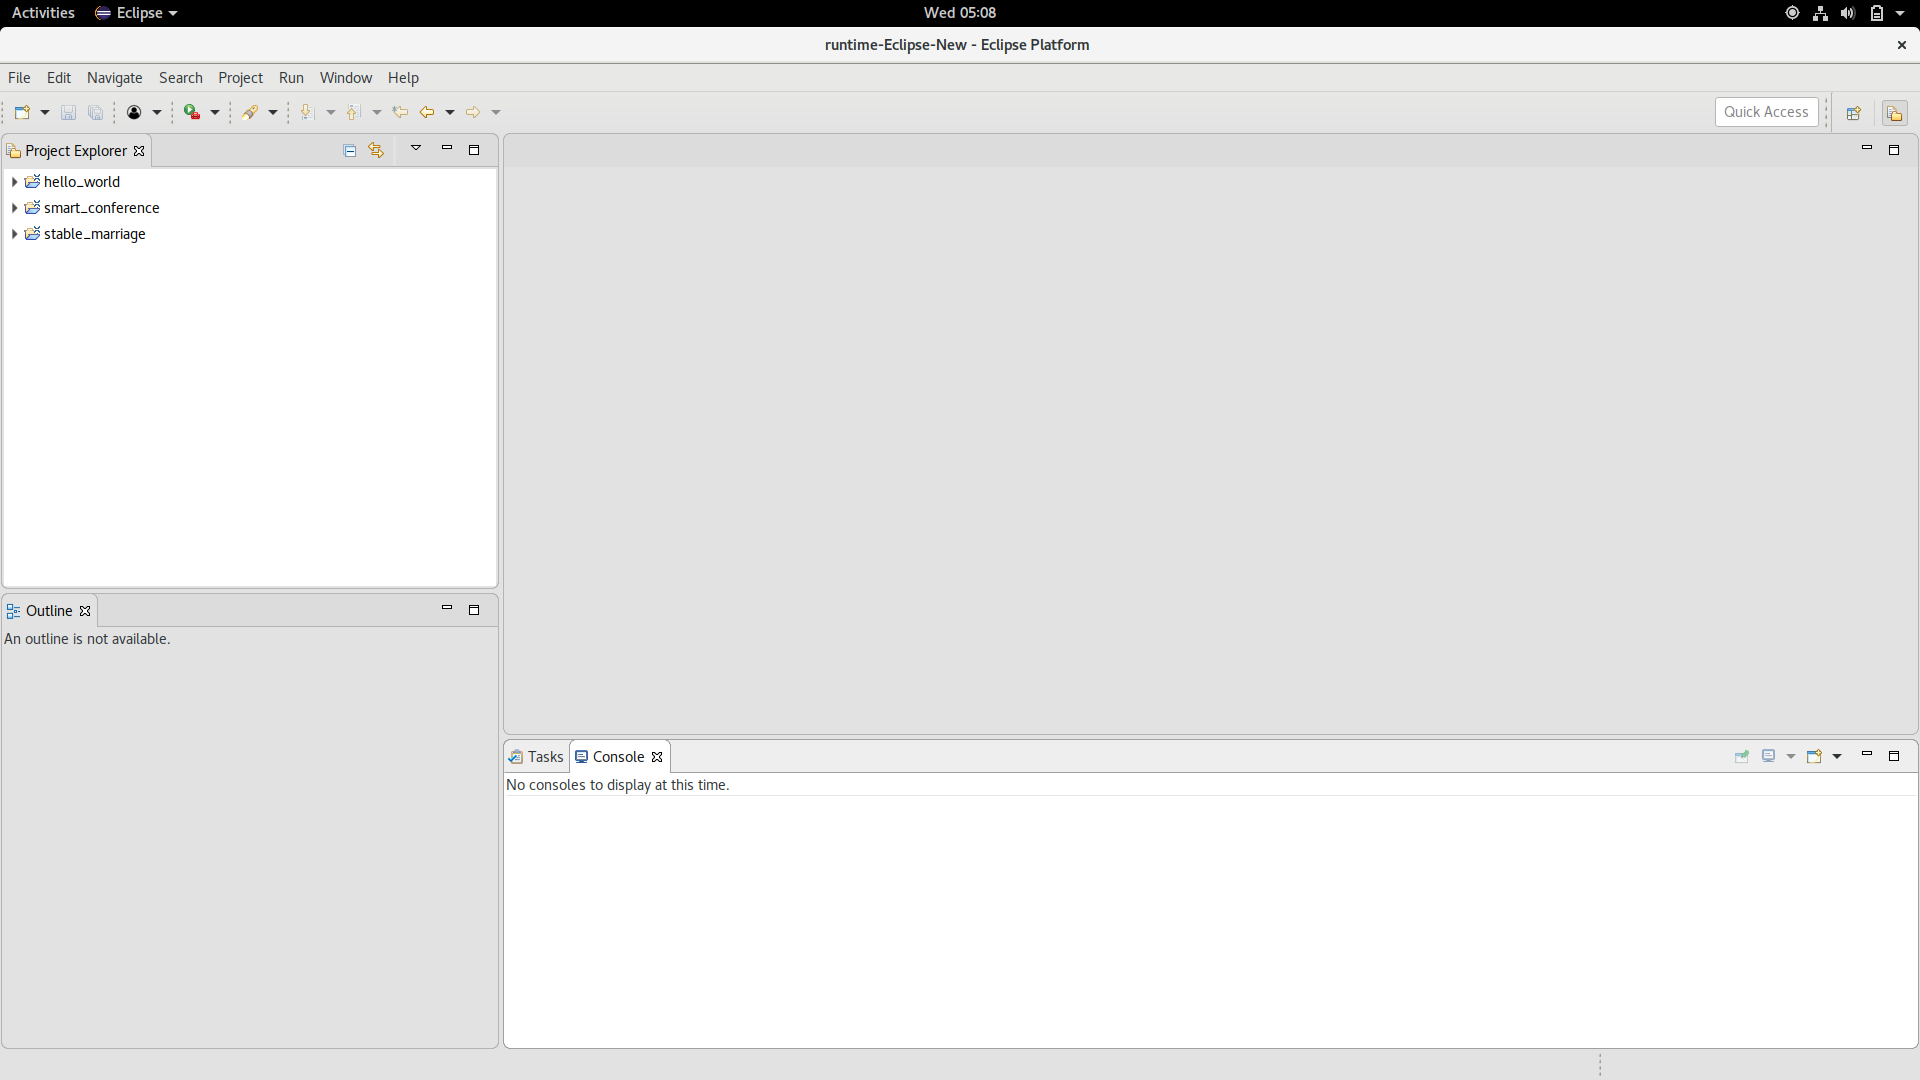 Activities Eclipse Wed 05:08
runtime-Eclipse-New - Eclipse Platform
File Edit Navigate Search Project Run Window Help
Quick Access
Project Explorer
hello_world
smart_conference
stable_marriage
Outline
An outline is not available.
Tasks Console
No consoles to display at this time.